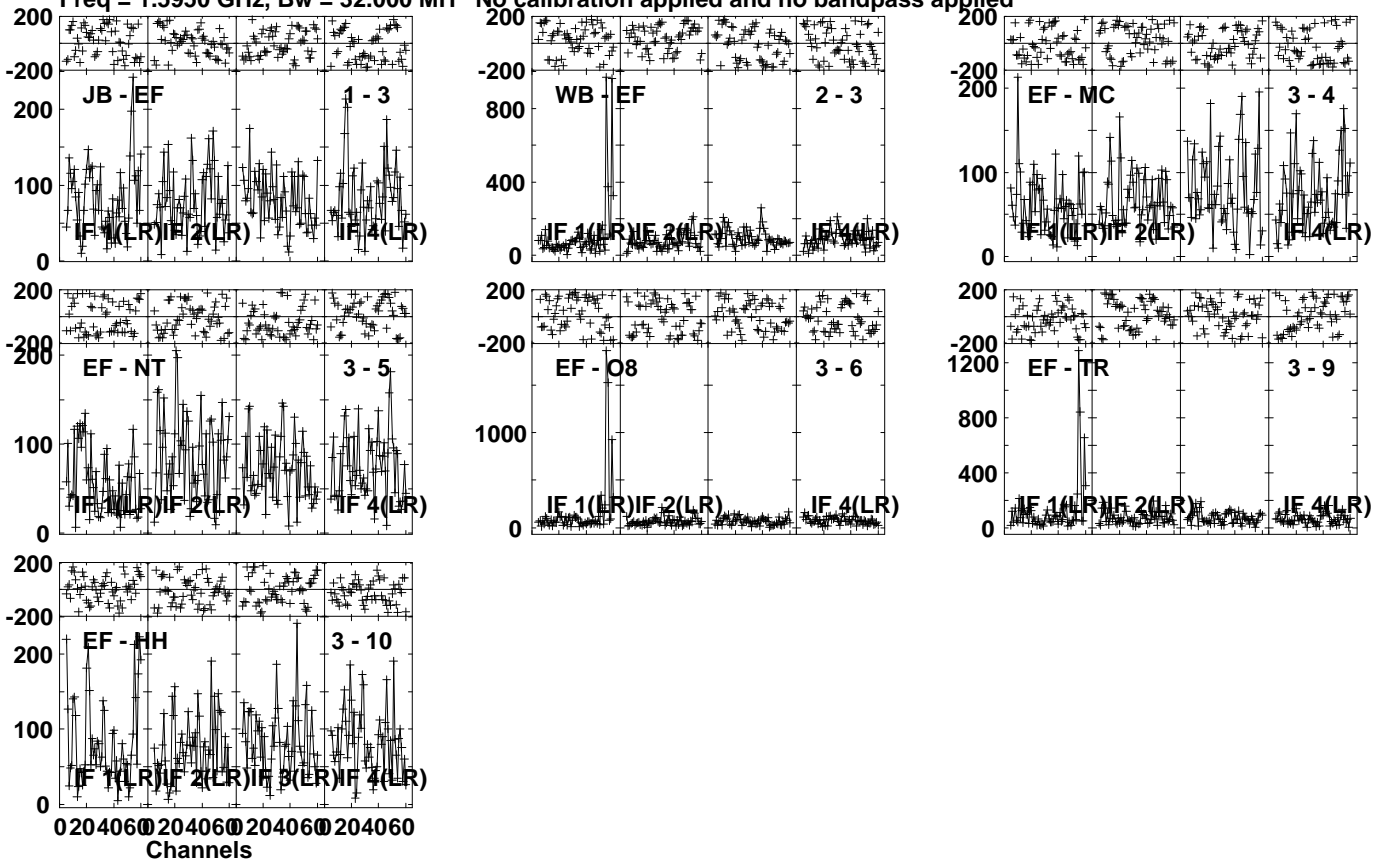 Freq = 1.5950 GHz, Bw = 32.000 MH No calibration applied and no bandpass applied
200
-200
JB - EF 1 - 3
200
100
0
IF 1(LR) IF 2(LR) IF 4(LR)
200
-200
WB - EF 2 - 3
800
400
0
IF 1(LR) IF 2(LR) IF 4(LR)
200
-200
EF - MC 3 - 4
200
100
0
IF 1(LR) IF 2(LR) IF 4(LR)
200
-200
EF - NT 3 - 5
200
100
0
IF 1(LR) IF 2(LR) IF 4(LR)
200
-200
EF - O8 3 - 6
1000
0
IF 1(LR) IF 2(LR) IF 4(LR)
200
-200
EF - TR 3 - 9
1200
800
400
0
IF 1(LR) IF 2(LR) IF 4(LR)
200
-200
EF - HH 3 - 10
200
100
0
IF 1(LR) IF 2(LR) IF 3(LR) IF 4(LR)
0 20 40 60 0 20 40 60 0 20 40 60 0 20 40 60
Channels